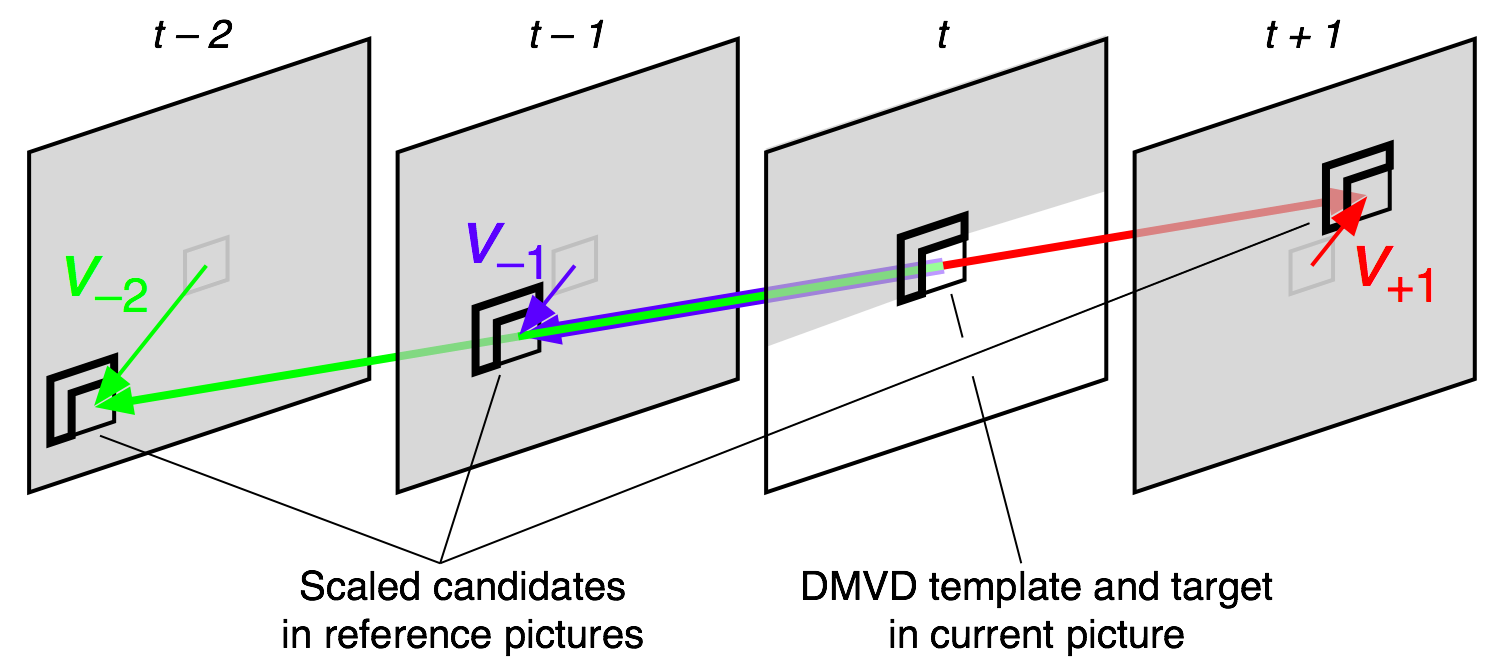 t – 2
t – 1
t
t + 1
V–2
V–1
V+1
Scaled candidates
in reference pictures
DMVD template and target
in current picture